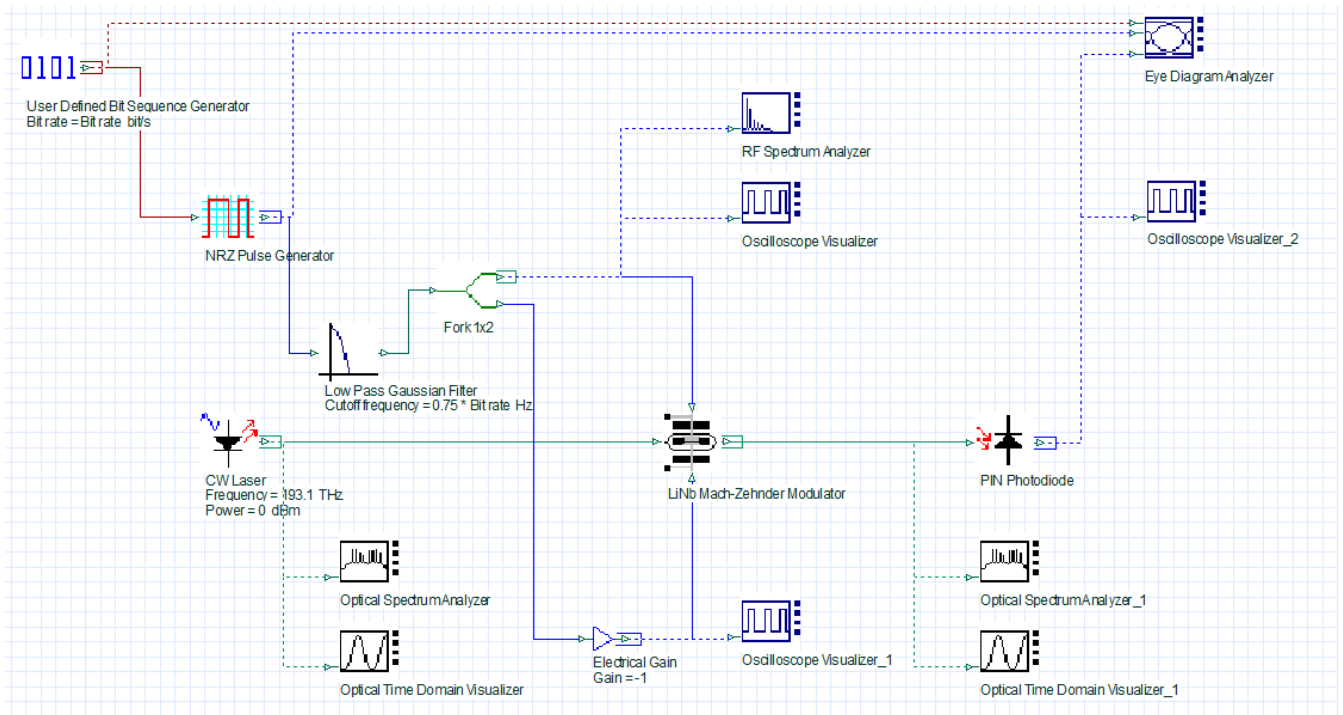 0101
Eye Diagram Analyzer
User Defined Bit Sequence Generator
Bit rate = Bit rate bit/s
RF Spectrum Analyzer
Oscilloscope Visualizer
Oscilloscope Visualizer_2
NRZ Pulse Generator
Fork 1x2
Low Pass Gaussian Filter
Cutoff frequency = 0.75 * Bit rate Hz
CW Laser
Frequency = 193.1 THz
Power = 0 dBm
LiNb Mach-Zehnder Modulator
PIN Photodiode
Optical Spectrum Analyzer
Optical Spectrum Analyzer_1
Electrical Gain
Gain = -1
Oscilloscope Visualizer_1
Optical Time Domain Visualizer
Optical Time Domain Visualizer_1